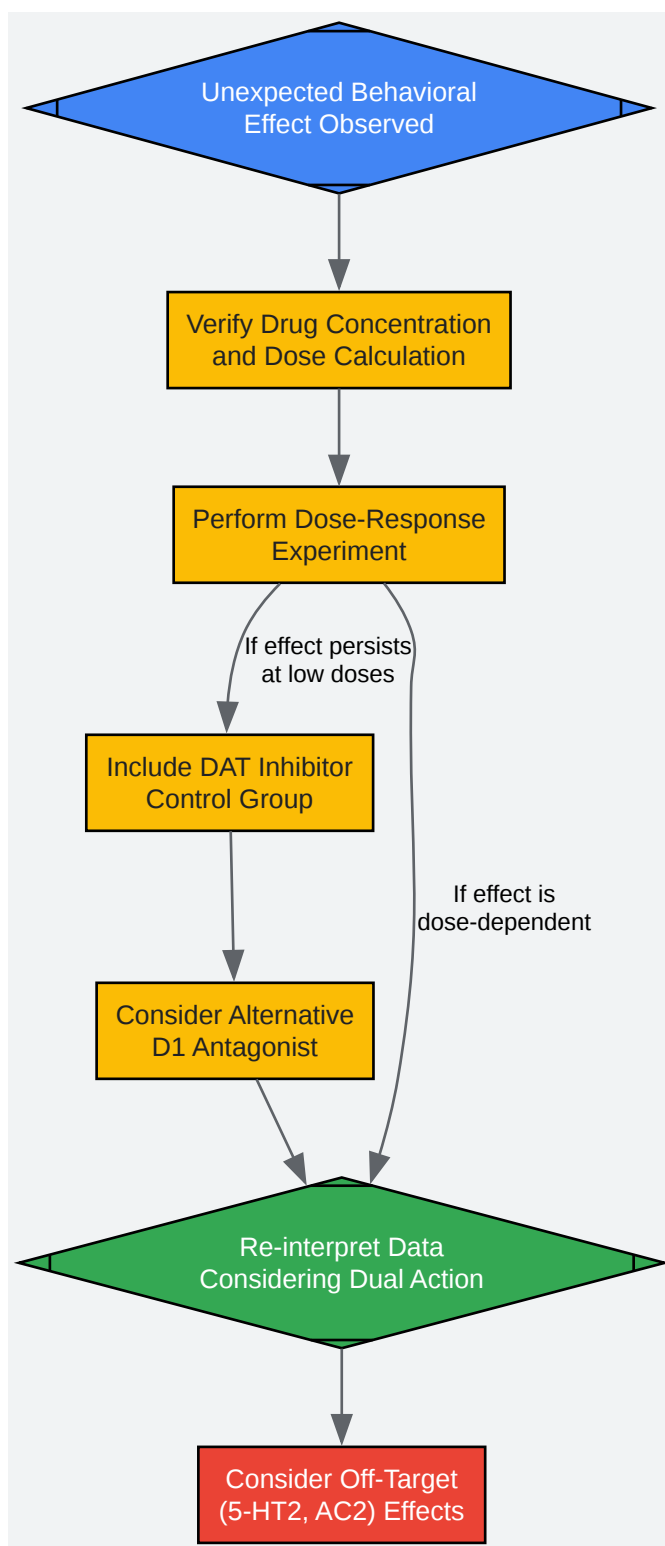 Unexpected Behavioral
Effect Observed
Verify Drug Concentration
and Dose Calculation
Perform Dose-Response
Experiment
If effect persists
at low doses
Include DAT Inhibitor
Control Group
If effect is
dose-dependent
Consider Alternative
D1 Antagonist
Re-interpret Data
Considering Dual Action
Consider Off-Target
(5-HT2, AC2) Effects